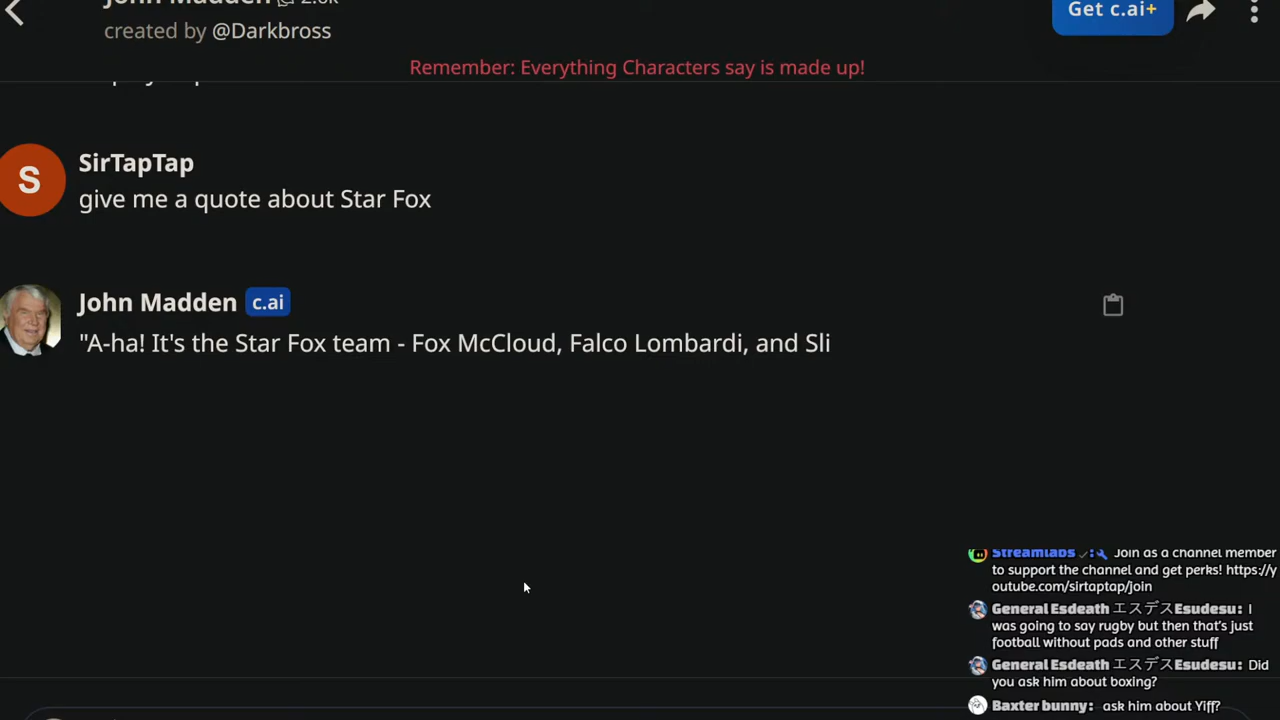 John Madden 2.6k
created by @Darkbross
Get c.ai+
Remember: Everything Characters say is made up!
S
SirTapTap
give me a quote about Star Fox
John Madden c.ai
"A-ha! It's the Star Fox team - Fox McCloud, Falco Lombardi, and Sli
Streamlabs Join as a channel member
to support the channel and get perks! https://y
outube.com/sirtaptap/join
General Esdeath エスデスEsudesu: I
was going to say rugby but then that's just
football without pads and other stuff
General Esdeath エスデスEsudesu: Did
you ask him about boxing?
Baxter bunny: ask him about Yiff?